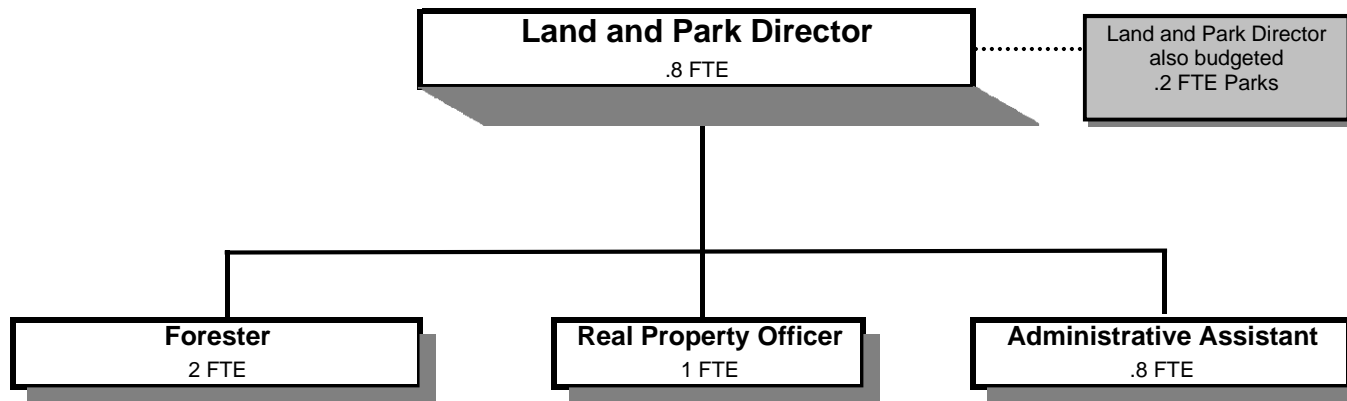 Land and Park Director
.8 FTE
Land and Park Director
also budgeted
.2 FTE Parks
Forester
2 FTE
Real Property Officer
1 FTE
Administrative Assistant
.8 FTE